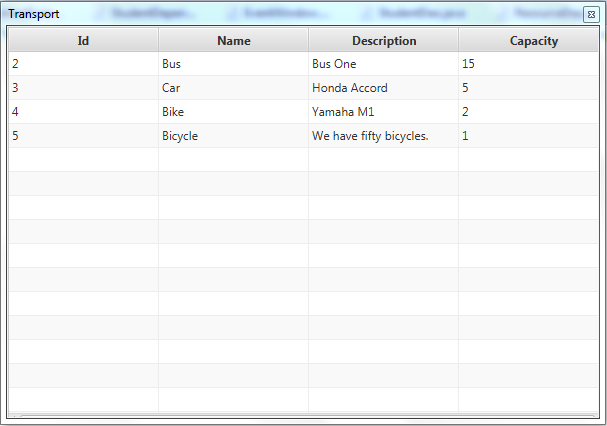 Transport
Id Name Description Capacity
2 Bus Bus One 15
3 Car Honda Accord 5
4 Bike Yamaha M1 2
5 Bicycle We have fifty bicycles. 1